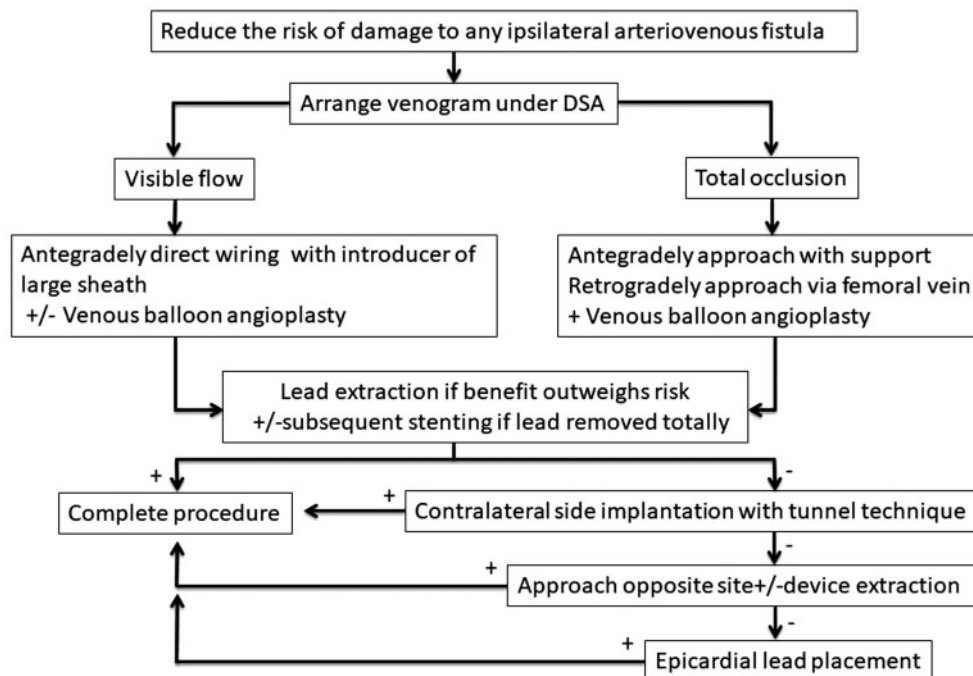 Reduce the risk of damage to any ipsilateral arteriovenous fistula
Arrange venogram under DSA
Visible flow
Total occlusion
Antegradely direct wiring with introducer of
large sheath
+/- Venous balloon angioplasty
Antegradely approach with support
Retrogradely approach via femoral vein
+ Venous balloon angioplasty
Lead extraction if benefit outweighs risk
+/-subsequent stenting if lead removed totally
+
-
Complete procedure
+
Contralateral side implantation with tunnel technique
-
+
Approach opposite site+/-device extraction
-
+
Epicardial lead placement